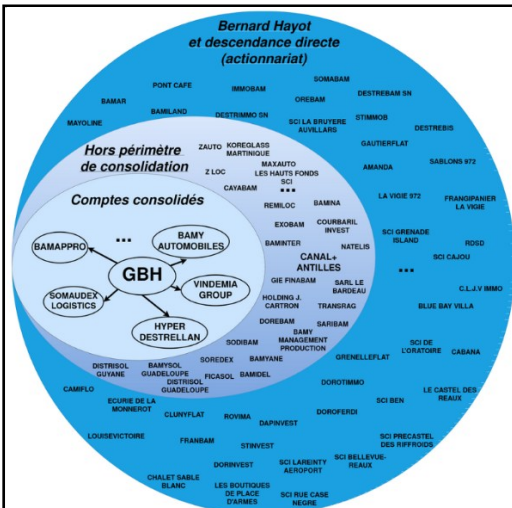 Bernard Hayot
et descendance directe
(actionnariat)
PONT CAFE
IMMOBAM
SOMABAM
BAMAR
OREBAM
DESTREBAM SN
MAYOLINE
BAMILAND
DESTRIMMO SN
SCI LA BRUYERE
AUVILLARS
STIMMOB
DESTREBIS
GAUTIERFLAT
AMANDA
SABLONS 972
LA VIGIE 972
FRANGIPANIER
LA VIGIE
SCI GRENADE
ISLAND
RDSD
SCI CAJOU
...
C.L.J.V IMMO
BLUE BAY VILLA
GRENELLEFLAT
SCI DE
L'ORATOIRE
CABANA
DOROTIMMO
SCI BEN
LE CASTEL DES
REAUX
CAMIFLO
ECURIE DE LA
MONNEROT
CLUNYFLAT
ROVIMA
DAPINVEST
DOROFERDI
LOUISEVICTOIRE
FRANBAM
STINVEST
SCI PRECASTEL
DES RIFFROIDS
DORINVEST
SCI LAREINTY
AEROPORT
SCI BELLEVUE-
REAUX
CHALET SABLE
BLANC
LES BOUTIQUES
DE PLACE
D'ARMES
SCI RUE CASE
NEGRE
Hors périmètre
de consolidation
ZAUTO
KOREGLASS
MARTINIQUE
MAXAUTO
Z LOC
LES HAUTS FONDS
SCI
CAYABAM
...
REMILOC
BAMINA
EXOBAM
COURBARIL
INVEST
BAMINTER
NATELIS
CANAL+
ANTILLES
GIE FINABAM
SARL LE
BARDEAU
HOLDING J.
CARTRON
TRANSRAG
DOREBAM
SARIBAM
BAMY
MANAGEMENT
PRODUCTION
SODIBAM
BAMYANE
SOREDEX
DISTRISOL
GUYANE
BAMYSOL
GUADELOUPE
DISTRISOL
GUADELOUPE
FICASOL
BAMIDEL
Comptes consolidés
...
BAMAPPRO
BAMY
AUTOMOBILES
GBH
SOMAUDEX
LOGISTICS
VINDEMIA
GROUP
HYPER
DESTRELLAN